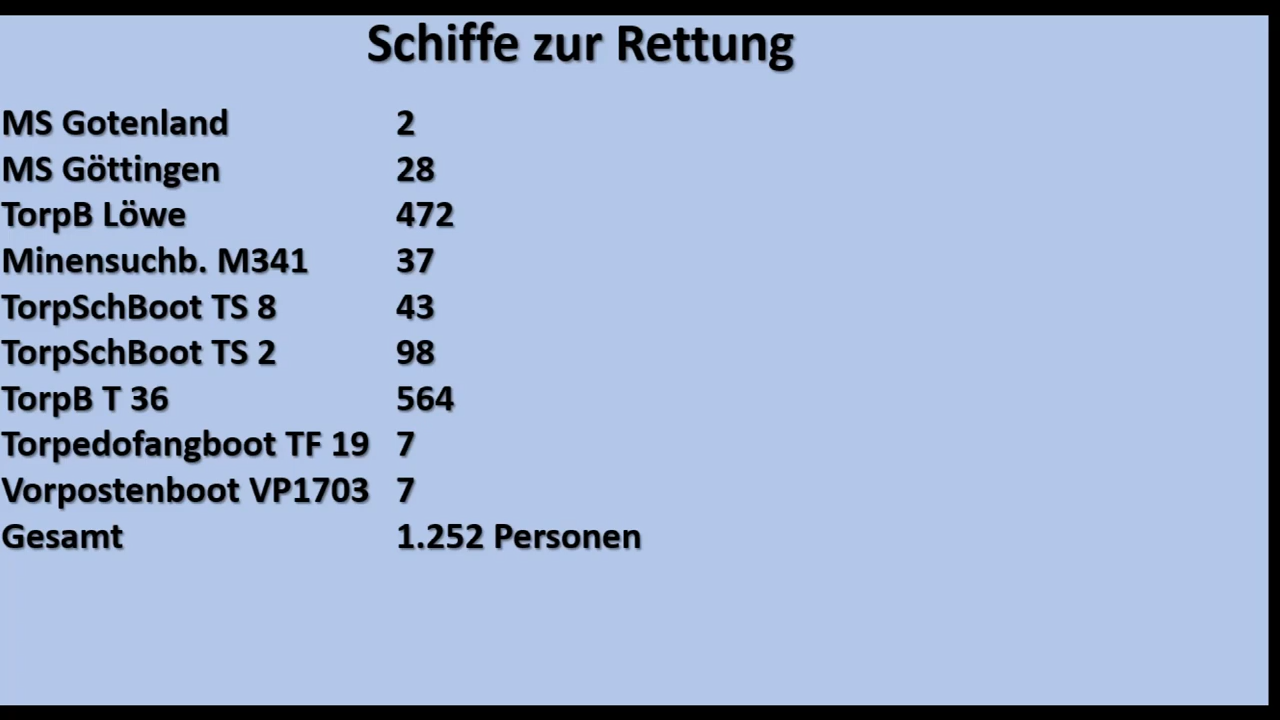 Schiffe zur Rettung
MS Gotenland 2
MS Göttingen 28
TorpB Löwe 472
Minensuchb. M341 37
TorpSchBoot TS 8 43
TorpSchBoot TS 2 98
TorpB T 36 564
Torpedofangboot TF 19 7
Vorpostenboot VP1703 7
Gesamt 1.252 Personen